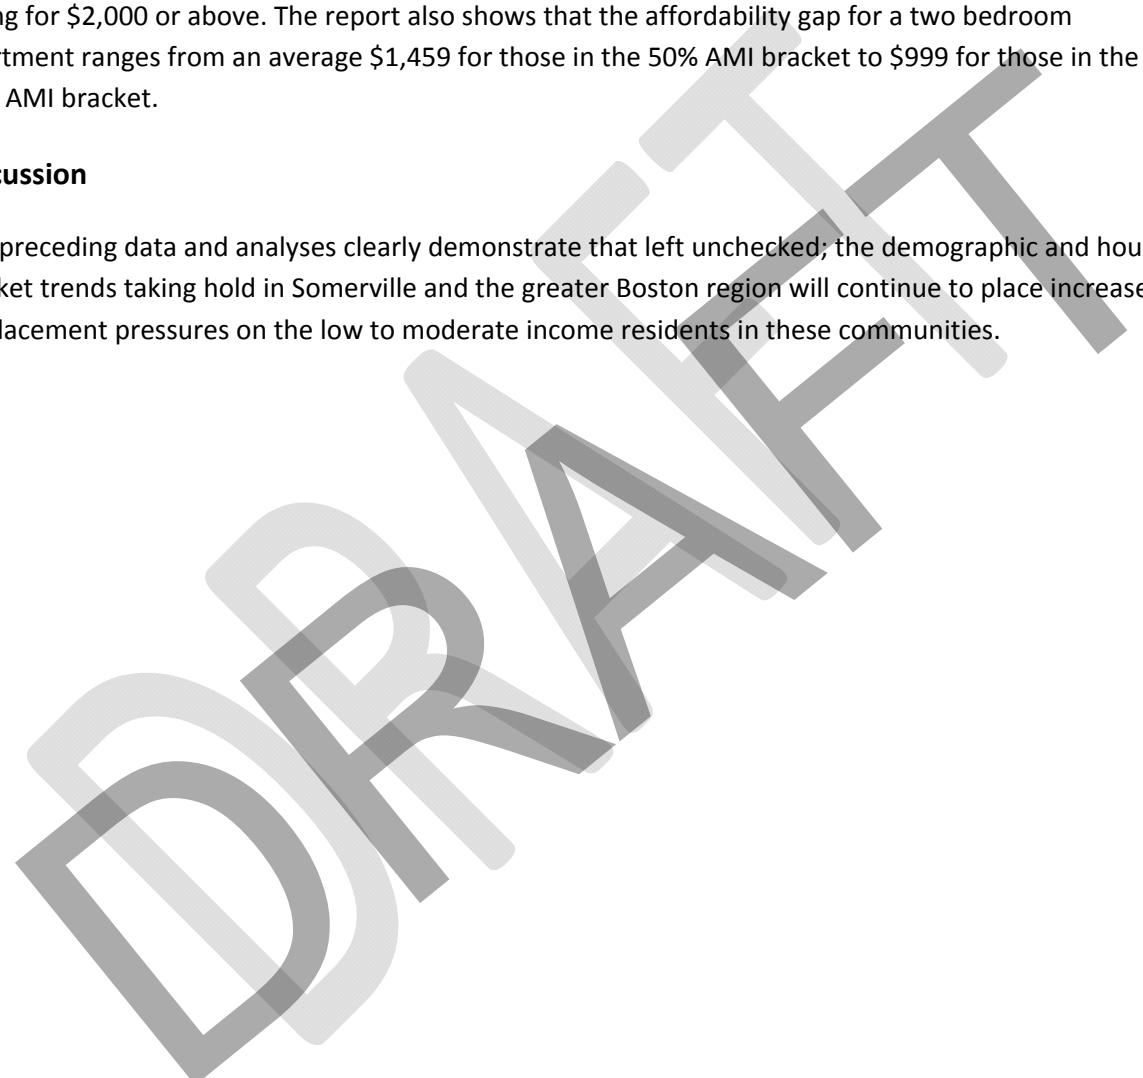 ng for $2,000 or above. The report also shows that the affordability gap for a two bedroom
rtment ranges from an average $1,459 for those in the 50% AMI bracket to $999 for those in the
AMI bracket.
cussion
preceding data and analyses clearly demonstrate that left unchecked; the demographic and hou
ket trends taking hold in Somerville and the greater Boston region will continue to place increase
lacement pressures on the low to moderate income residents in these communities.
DRAFT
DRAFT